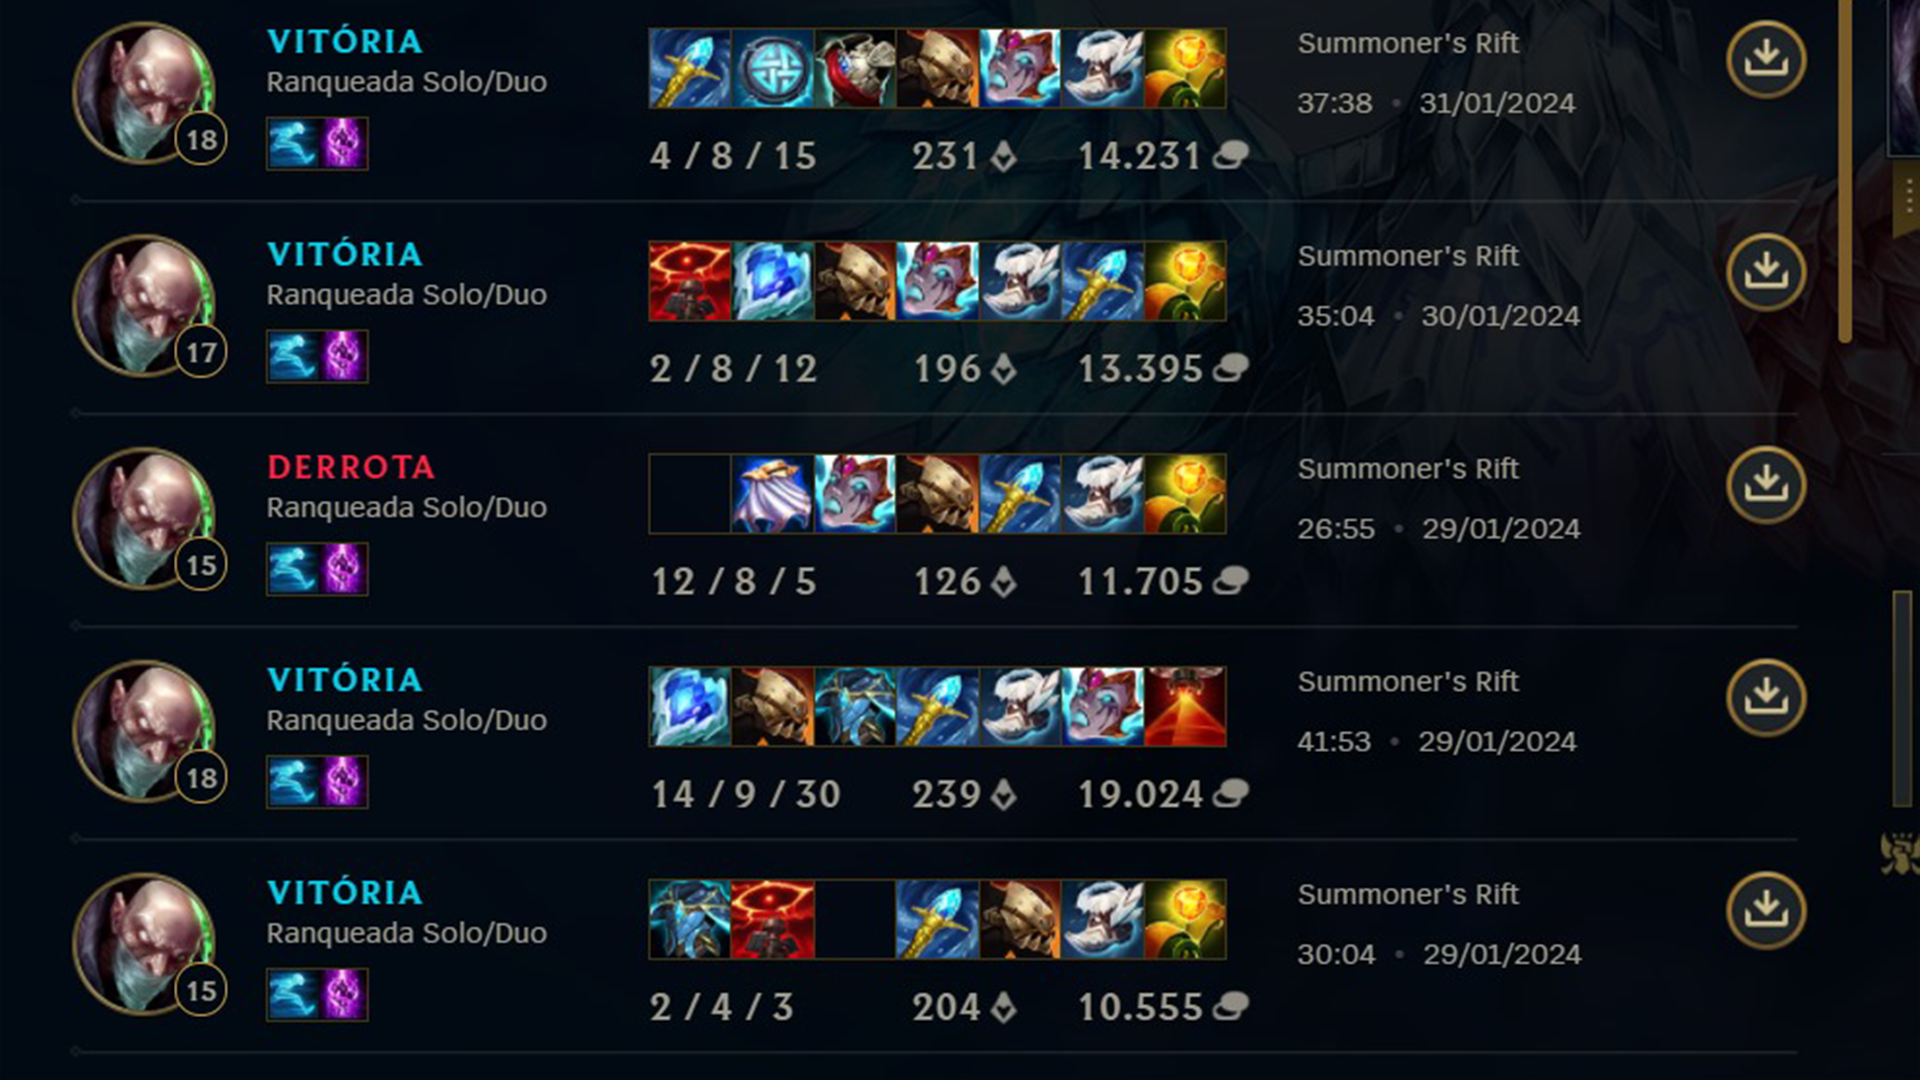 VITÓRIA
Ranqueada Solo/Duo
18
4 / 8 / 15
231
14.231
Summoner's Rift
37:38 • 31/01/2024
VITÓRIA
Ranqueada Solo/Duo
17
2 / 8 / 12
196
13.395
Summoner's Rift
35:04 • 30/01/2024
DERROTA
Ranqueada Solo/Duo
15
12 / 8 / 5
126
11.705
Summoner's Rift
26:55 • 29/01/2024
VITÓRIA
Ranqueada Solo/Duo
18
14 / 9 / 30
239
19.024
Summoner's Rift
41:53 • 29/01/2024
VITÓRIA
Ranqueada Solo/Duo
15
2 / 4 / 3
204
10.555
Summoner's Rift
30:04 • 29/01/2024